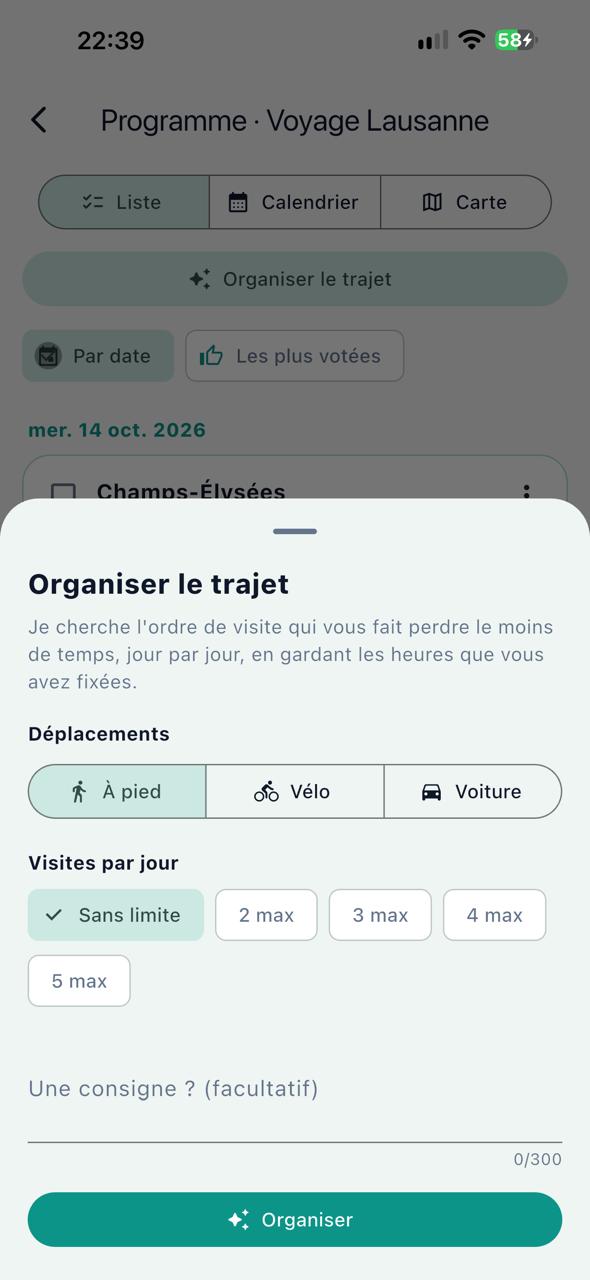 22:39
58
Programme · Voyage Lausanne
Liste
Calendrier
Carte
Organiser le trajet
Par date
Les plus votées
mer. 14 oct. 2026
Champs-Élysées
Organiser le trajet
Je cherche l'ordre de visite qui vous fait perdre le moins
de temps, jour par jour, en gardant les heures que vous
avez fixées.
Déplacements
À pied
Vélo
Voiture
Visites par jour
Sans limite
2 max
3 max
4 max
5 max
Une consigne ? (facultatif)
0/300
Organiser